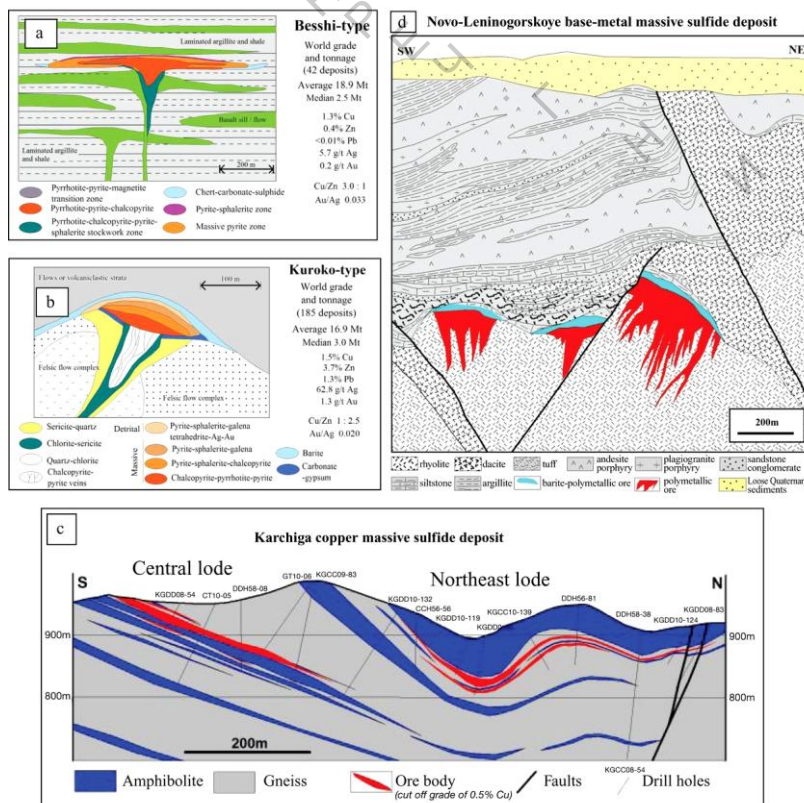 a
Besshi-type
Laminated argillite and shale
Basalt sill / flow
Laminated argillite
and shale
200 m
World grade
and tonnage
(42 deposits)
Average 18.9 Mt
Median 2.5 Mt
1.3% Cu
0.4% Zn
<0.01% Pb
5.7 g/t Ag
0.2 g/t Au
Cu/Zn 3.0 : 1
Au/Ag 0.033
Pyrrhotite-pyrite-magnetite
transition zone
Pyrrhotite-pyrite-chalcopyrite
Pyrrhotite-chalcopyrite-pyrite-
sphalerite stockwork zone
Chert-carbonate-sulphide
Pyrite-sphalerite zone
Massive pyrite zone
b
Kuroko-type
Flows or volcaniclastic strata
100 m
Felsic flow complex
Felsic flow complex
World grade
and tonnage
(185 deposits)
Average 16.9 Mt
Median 3.0 Mt
1.5% Cu
3.7% Zn
1.3% Pb
62.8 g/t Ag
1.3 g/t Au
Cu/Zn 1 : 2.5
Au/Ag 0.020
Sericite-quartz
Chlorite-sericite
Quartz-chlorite
Chalcopyrite-
pyrite veins
Detrital
Massive
Pyrite-sphalerite-galena
tetrahedrite-Ag-Au
Pyrite-sphalerite-galena
Pyrite-sphalerite-chalcopyrite
Chalcopyrite-pyrrhotite-pyrite
Barite
Carbonate
-gypsum
d
Novo-Leninogorskoye base-metal massive sulfide deposit
SW
NE
200m
rhyolite
dacite
tuff
andesite
porphyry
plagiogranite
porphyry
sandstone
conglomerate
siltstone
argillite
barite-polymetallic ore
polymetallic
ore
Loose Quaternary
sediments
c
Karchiga copper massive sulfide deposit
S
Central lode
Northeast lode
N
KGDD08-54
CT10-05
DDH58-08
GT10-06
KGCC09-83
KGDD10-132
CCH56-56
KGDD10-119
KGCC10-139
DDH56-81
DDH58-38
KGDD10-124
KGDD08-83
900m
800m
900m
800m
200m
Amphibolite
Gneiss
Ore body
(cut off grade of 0.5% Cu)
Faults
KGCC08-54
Drill holes